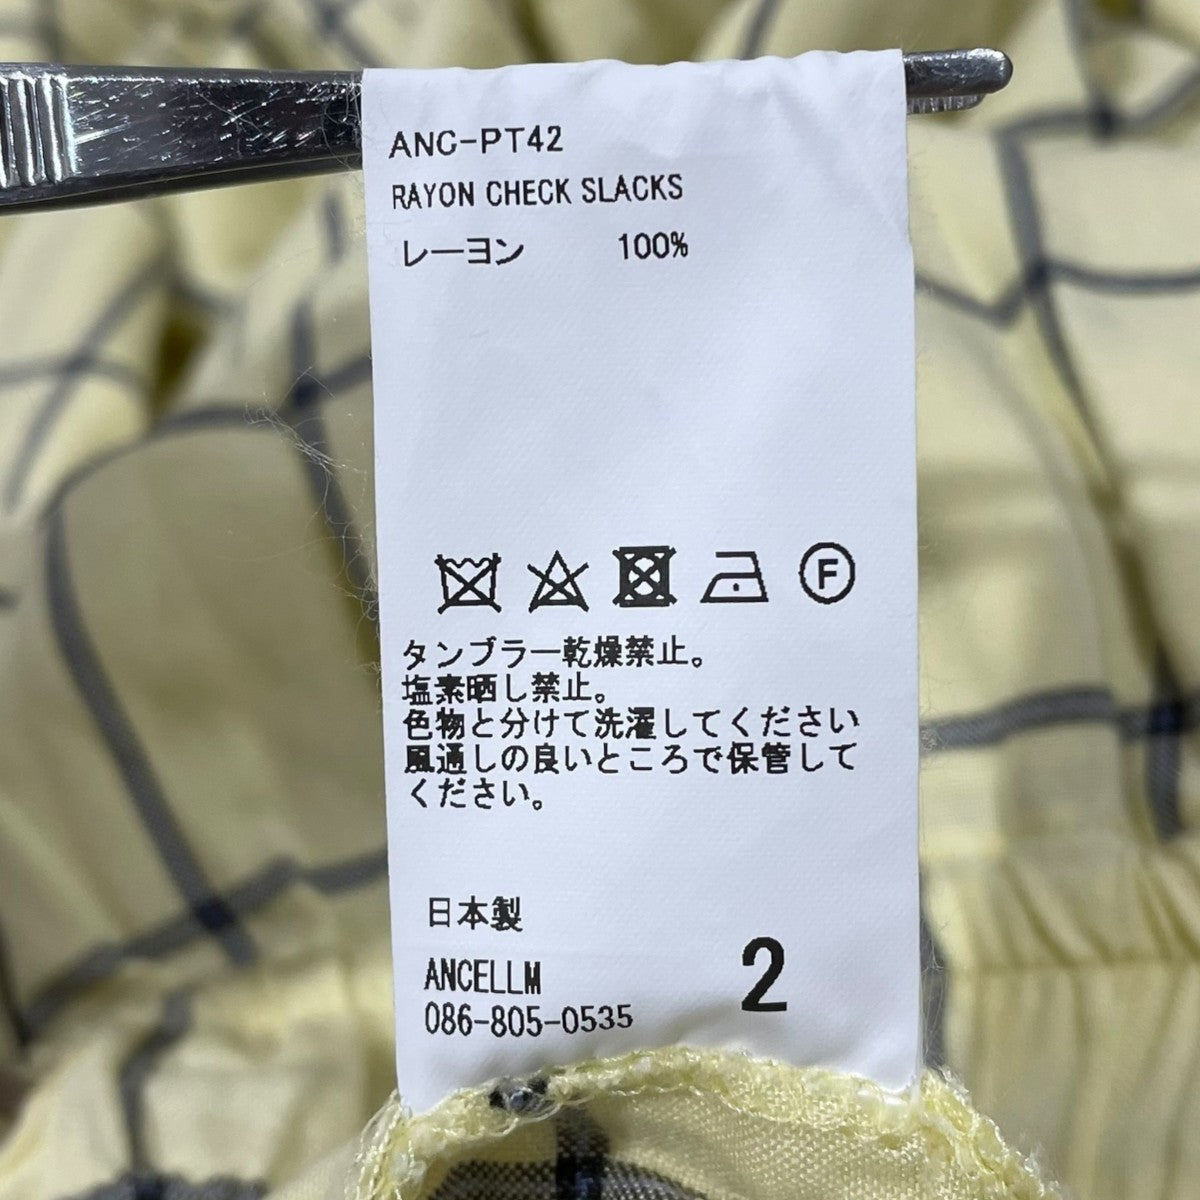 ANC-PT42
RAYON CHECK SLACKS
レーヨン 100%
F
タンブラー乾燥禁止。
塩素晒し禁止。
色物と分けて洗濯してください
風通しの良いところで保管して
ください。
日本製
ANCELLM
2
086-805-0535